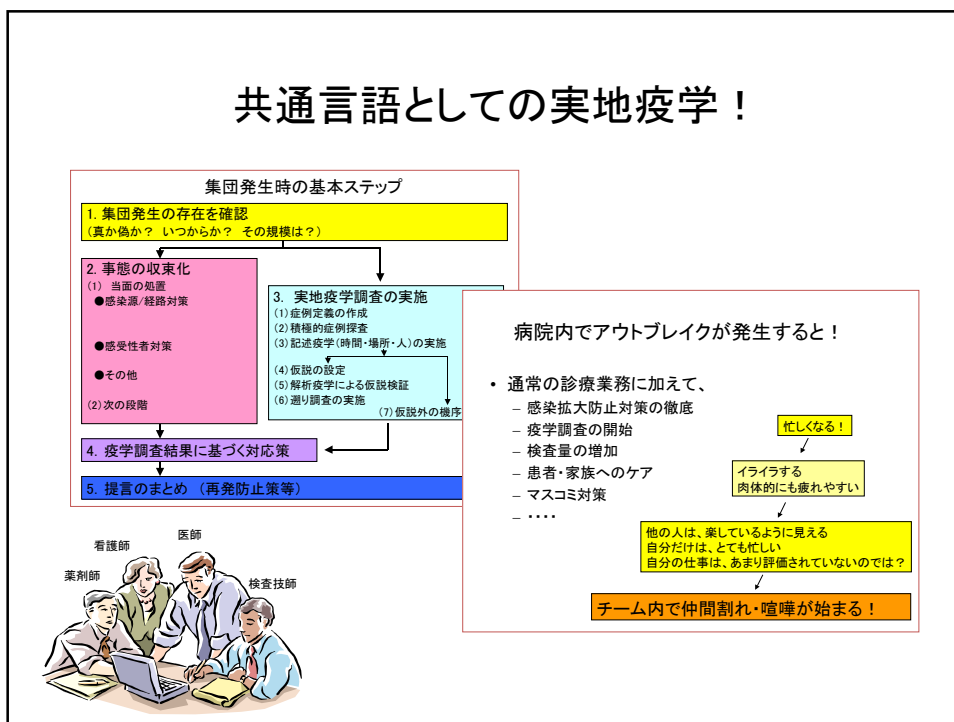 共通言語としての実地疫学！
集団発生時の基本ステップ
1. 集団発生の存在を確認
(真か偽か？ いつからか？ その規模は？)
2. 事態の収束化
(1) 当面の処置
●感染源/経路対策
●感受性者対策
●その他
(2)次の段階
3. 実地疫学調査の実施
(1)症例定義の作成
(2)積極的症例探査
(3)記述疫学(時間・場所・人)の実施
(4)仮説の設定
(5)解析疫学による仮説検証
(6)遡り調査の実施
(7)仮説外の機序
4. 疫学調査結果に基づく対応策
5. 提言のまとめ (再発防止策等)
病院内でアウトブレイクが発生すると！
• 通常の診療業務に加えて、
– 感染拡大防止対策の徹底
– 疫学調査の開始
– 検査量の増加
– 患者・家族へのケア
– マスコミ対策
– ・・・・
忙しくなる！
イライラする
肉体的にも疲れやすい
他の人は、楽しているように見える
自分だけは、とても忙しい
自分の仕事は、あまり評価されていないのでは？
チーム内で仲間割れ・喧嘩が始まる！
医師
看護師
薬剤師
検査技師